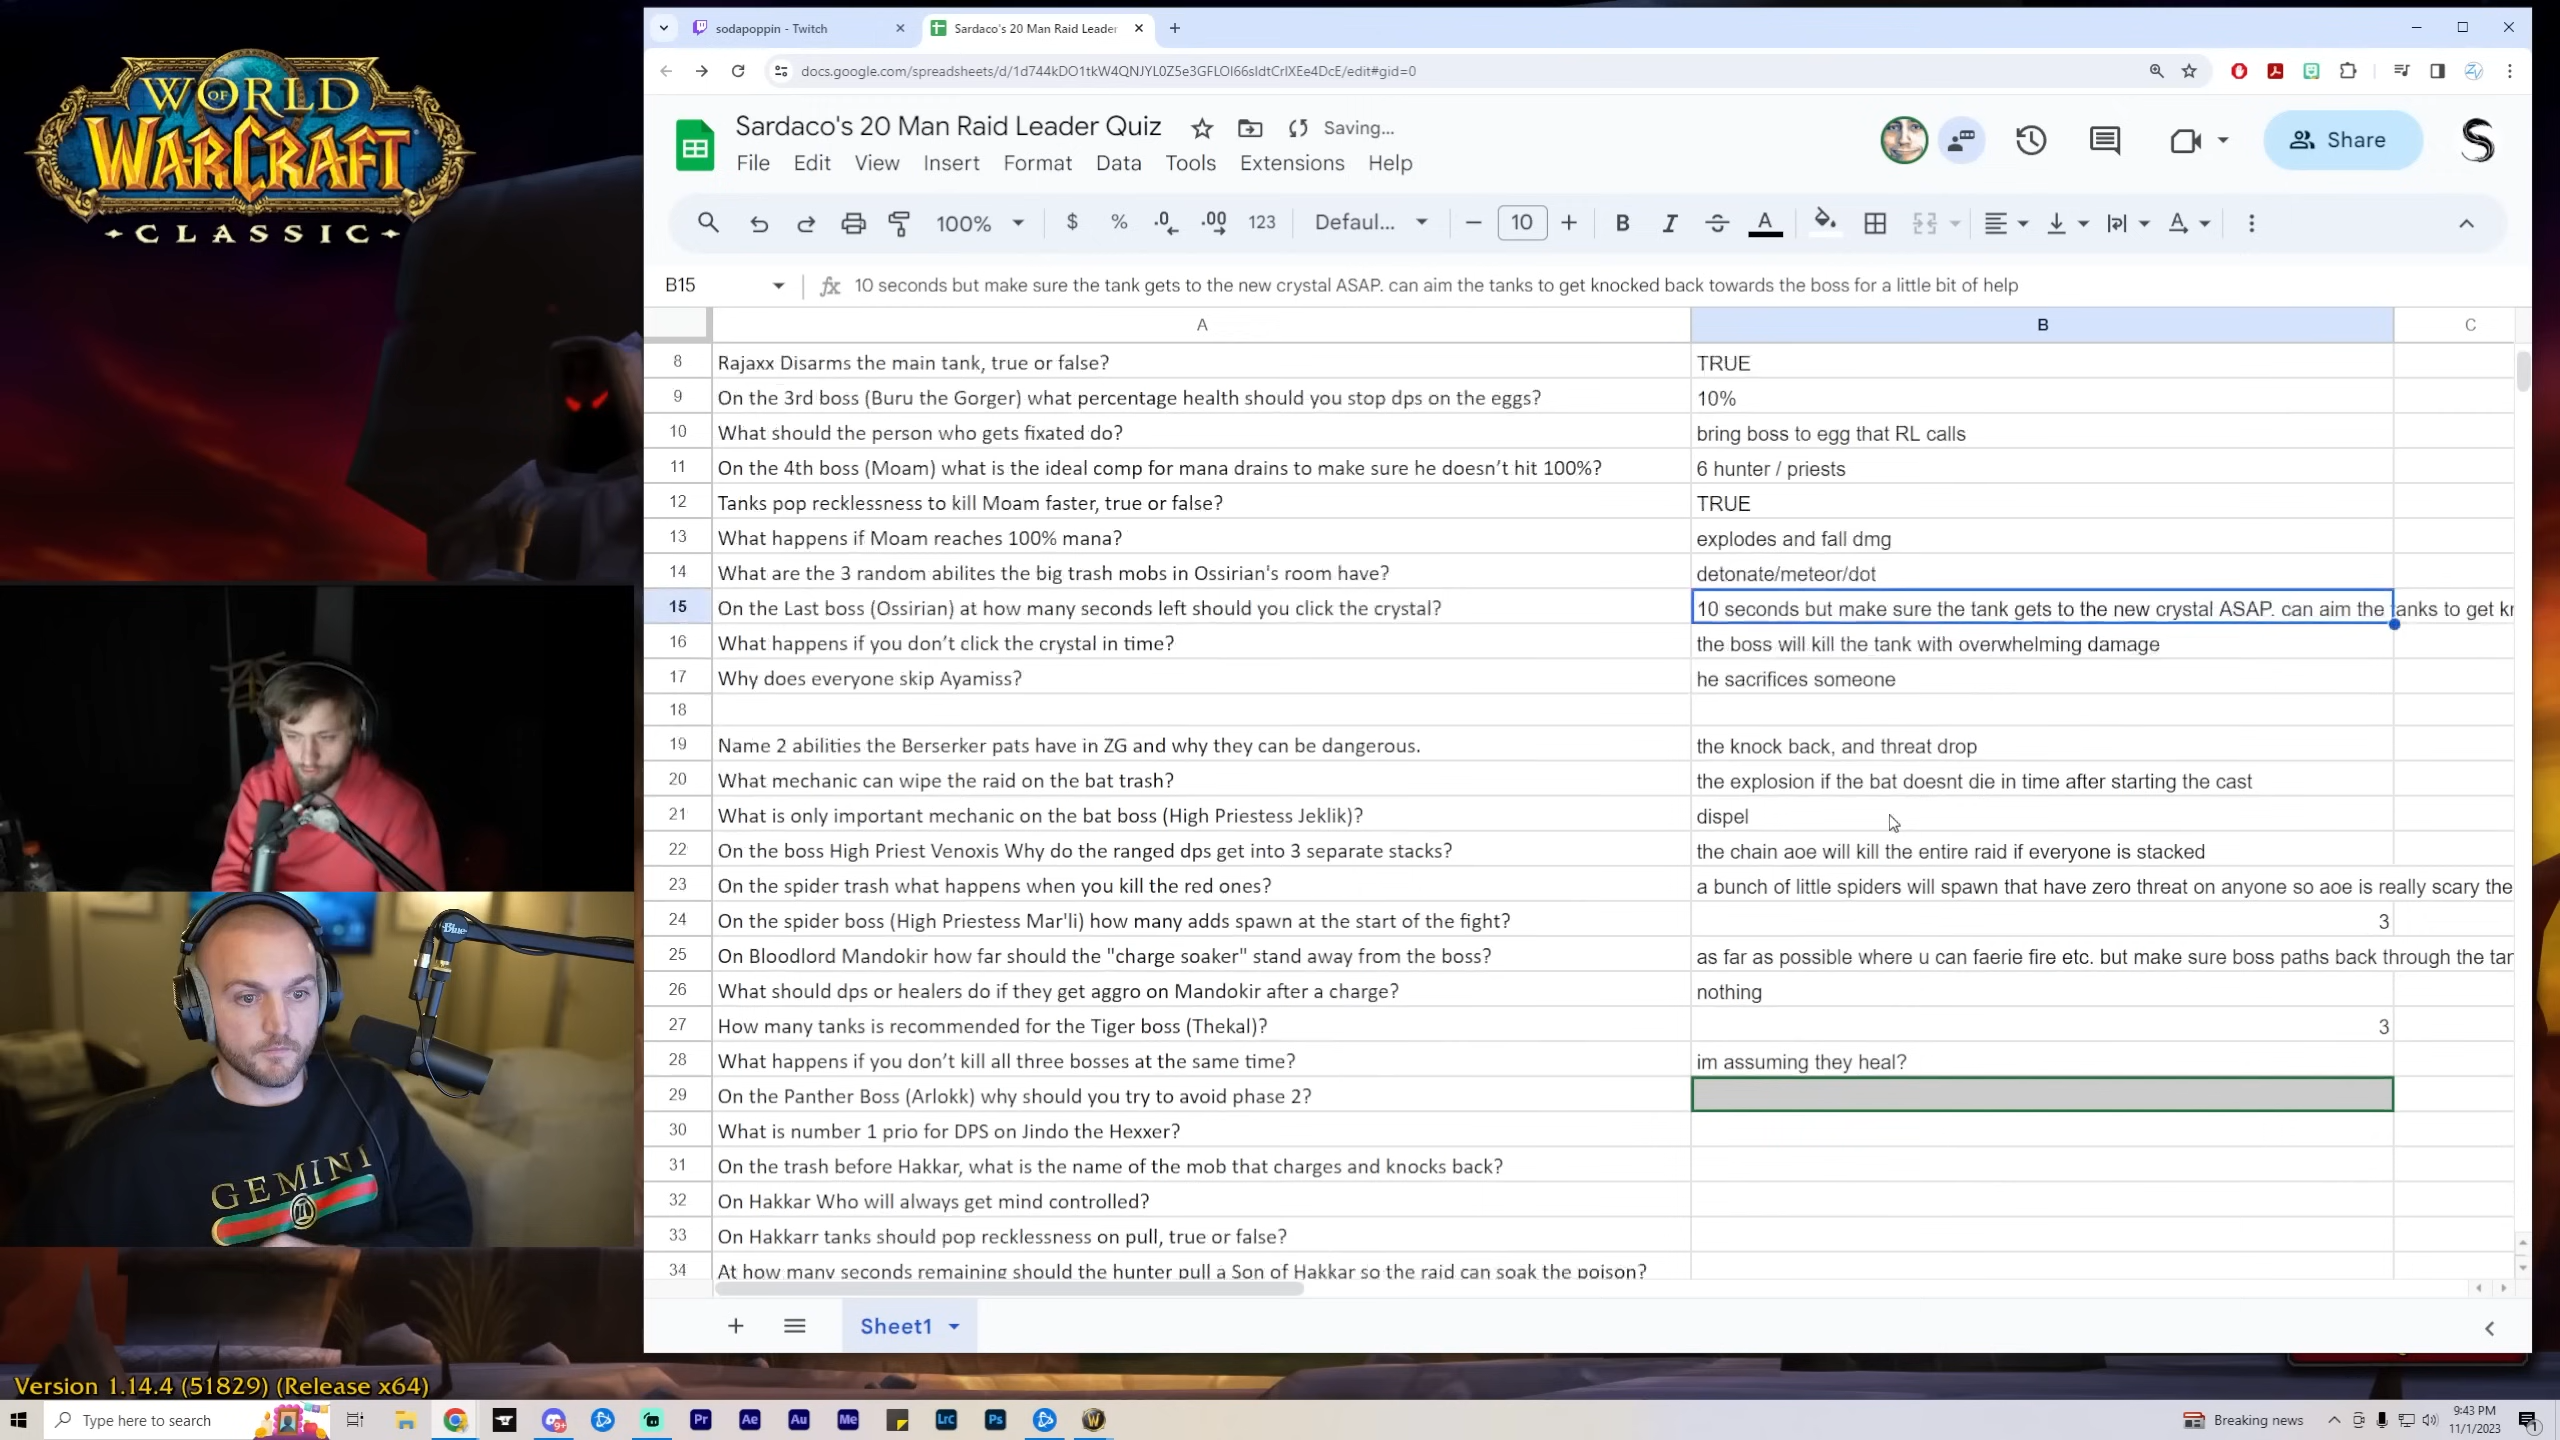 WORLD
OF
WARCRAFT
CLASSIC
sodapoppin - Twitch
Sardaco's 20 Man Raid Leader
docs.google.com/spreadsheets/d/1d744kDO1tkW4QNJYL0Z5e3GFLOI66sIdtCrIXEe4DcE/edit#gid=0
Sardaco's 20 Man Raid Leader Quiz
Saving...
File Edit View Insert Format Data Tools Extensions Help
Share
100% $ % .0 .00 123 Defaul... 10 B I A
B15 fx 10 seconds but make sure the tank gets to the new crystal ASAP. can aim the tanks to get knocked back towards the boss for a little bit of help
A B C
8 Rajaxx Disarms the main tank, true or false? TRUE
9 On the 3rd boss (Buru the Gorger) what percentage health should you stop dps on the eggs? 10%
10 What should the person who gets fixated do? bring boss to egg that RL calls
11 On the 4th boss (Moam) what is the ideal comp for mana drains to make sure he doesn't hit 100%? 6 hunter / priests
12 Tanks pop recklessness to kill Moam faster, true or false? TRUE
13 What happens if Moam reaches 100% mana? explodes and fall dmg
14 What are the 3 random abilites the big trash mobs in Ossirian's room have? detonate/meteor/dot
15 On the Last boss (Ossirian) at how many seconds left should you click the crystal? 10 seconds but make sure the tank gets to the new crystal ASAP. can aim the tanks to get kn
16 What happens if you don't click the crystal in time? the boss will kill the tank with overwhelming damage
17 Why does everyone skip Ayamiss? he sacrifices someone
18
19 Name 2 abilities the Berserker pats have in ZG and why they can be dangerous. the knock back, and threat drop
20 What mechanic can wipe the raid on the bat trash? the explosion if the bat doesnt die in time after starting the cast
21 What is only important mechanic on the bat boss (High Priestess Jeklik)? dispel
22 On the boss High Priest Venoxis Why do the ranged dps get into 3 separate stacks? the chain aoe will kill the entire raid if everyone is stacked
23 On the spider trash what happens when you kill the red ones? a bunch of little spiders will spawn that have zero threat on anyone so aoe is really scary the
24 On the spider boss (High Priestess Mar'li) how many adds spawn at the start of the fight? 3
25 On Bloodlord Mandokir how far should the "charge soaker" stand away from the boss? as far as possible where u can faerie fire etc. but make sure boss paths back through the tan
26 What should dps or healers do if they get aggro on Mandokir after a charge? nothing
27 How many tanks is recommended for the Tiger boss (Thekal)? 3
28 What happens if you don't kill all three bosses at the same time? im assuming they heal?
29 On the Panther Boss (Arlokk) why should you try to avoid phase 2?
30 What is number 1 prio for DPS on Jindo the Hexxer?
31 On the trash before Hakkar, what is the name of the mob that charges and knocks back?
32 On Hakkar Who will always get mind controlled?
33 On Hakkarr tanks should pop recklessness on pull, true or false?
34 At how many seconds remaining should the hunter pull a Son of Hakkar so the raid can soak the poison?
Sheet1
Blue
GEMINI
Version 1.14.4 (51829) (Release x64)
Type here to search
9+ Pr Ae Au Me LrC Ps W
Breaking news
9:43 PM
11/1/2023
1